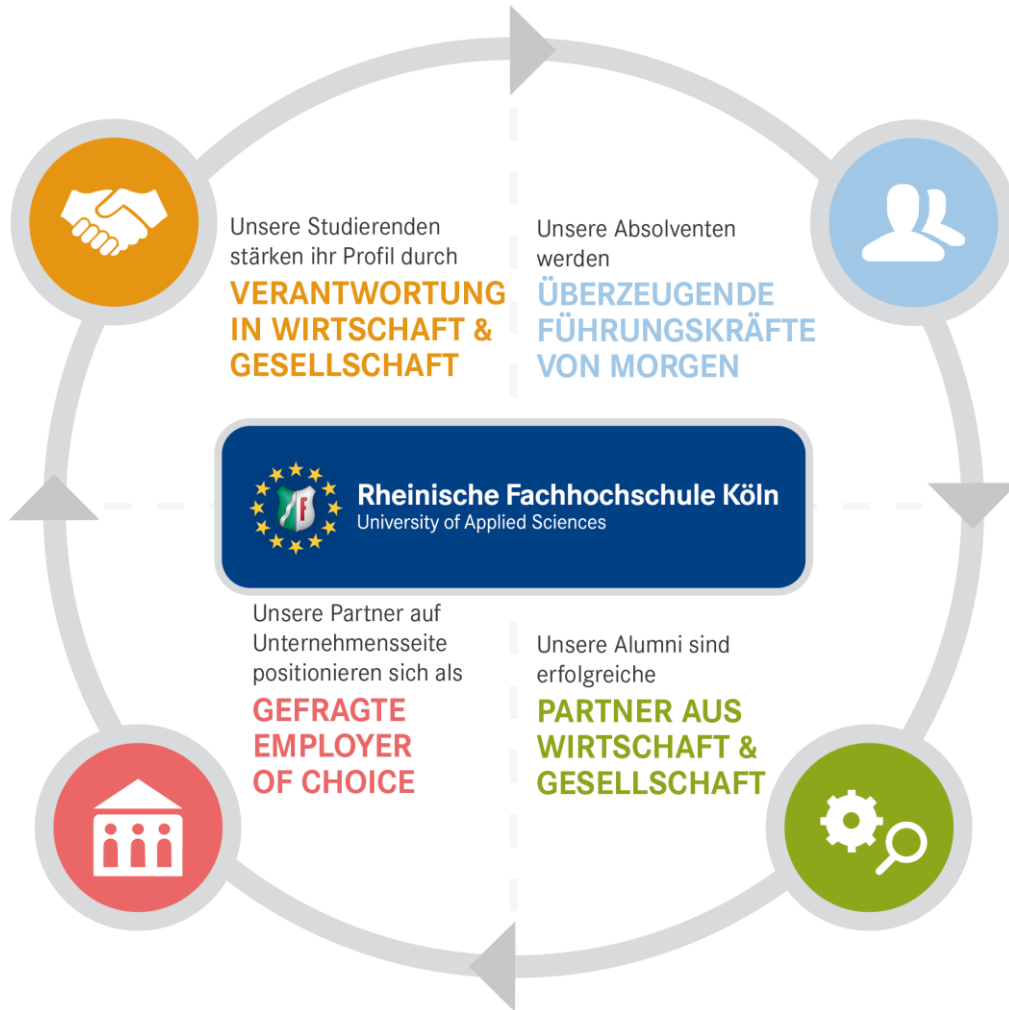 Unsere Studierenden
stärken ihr Profil durch
VERANTWORTUNG
IN WIRTSCHAFT &
GESELLSCHAFT
Unsere Absolventen
werden
ÜBERZEUGENDE
FÜHRUNGSKRÄFTE
VON MORGEN
F
Rheinische Fachhochschule Köln
University of Applied Sciences
Unsere Partner auf
Unternehmensseite
positionieren sich als
GEFRAGTE
EMPLOYER
OF CHOICE
Unsere Alumni sind
erfolgreiche
PARTNER AUS
WIRTSCHAFT &
GESELLSCHAFT